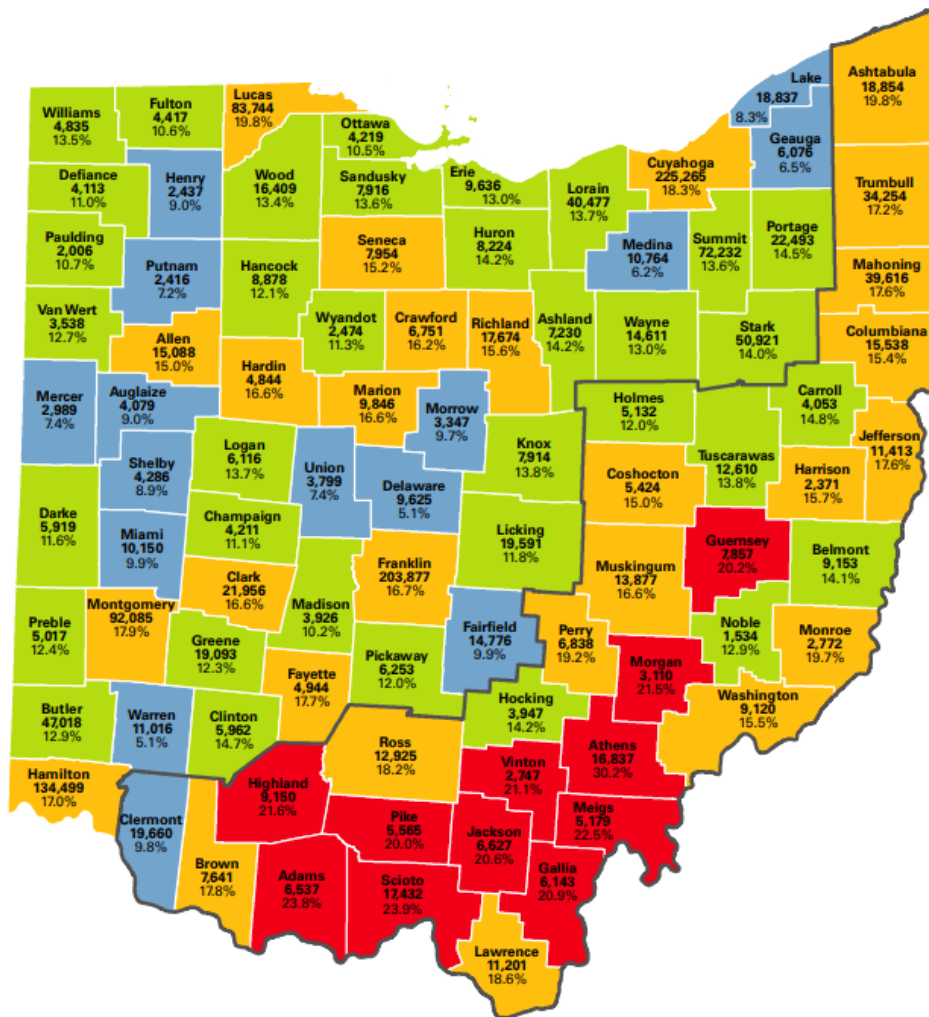 Lake
18,837
8.3%
Ashtabula
18,854
19.8%
Lucas
83,744
19.8%
Fulton
4,417
10.6%
Williams
4,835
13.5%
Ottawa
4,219
10.5%
Geauga
6,076
6.5%
Cuyahoga
225,265
18.3%
Defiance
4,113
11.0%
Henry
2,437
9.0%
Wood
16,409
13.4%
Sandusky
7,916
13.6%
Erie
9,636
13.0%
Lorain
40,477
13.7%
Trumbull
34,254
17.2%
Paulding
2,006
10.7%
Putnam
2,416
7.2%
Hancock
8,878
12.1%
Seneca
7,954
15.2%
Huron
8,224
14.2%
Medina
10,764
6.2%
Summit
72,232
13.6%
Portage
22,493
14.5%
Mahoning
39,616
17.6%
Van Wert
3,538
12.7%
Allen
15,088
15.0%
Wyandot
2,474
11.3%
Crawford
6,751
16.2%
Richland
17,674
15.6%
Ashland
7,230
14.2%
Wayne
14,611
13.0%
Stark
50,921
14.0%
Columbiana
15,538
15.4%
Mercer
2,989
7.4%
Auglaize
4,079
9.0%
Hardin
4,844
16.6%
Marion
9,846
16.6%
Morrow
3,347
9.7%
Holmes
5,132
12.0%
Carroll
4,053
14.8%
Jefferson
11,413
17.6%
Shelby
4,286
8.9%
Logan
6,116
13.7%
Union
3,799
7.4%
Delaware
9,625
5.1%
Knox
7,914
13.8%
Coshocton
5,424
15.0%
Tuscarawas
12,610
13.8%
Harrison
2,371
15.7%
Darke
5,919
11.6%
Miami
10,150
9.9%
Champaign
4,211
11.1%
Licking
19,591
11.8%
Guernsey
7,857
20.2%
Belmont
9,153
14.1%
Clark
21,956
16.6%
Franklin
203,877
16.7%
Muskingum
13,877
16.6%
Preble
5,017
12.4%
Montgomery
92,085
17.9%
Greene
19,093
12.3%
Madison
3,926
10.2%
Pickaway
6,253
12.0%
Fairfield
14,776
9.9%
Perry
6,838
19.2%
Noble
1,534
12.9%
Monroe
2,772
19.7%
Morgan
3,110
21.5%
Fayette
4,944
17.7%
Butler
47,018
12.9%
Warren
11,016
5.1%
Clinton
5,962
14.7%
Hocking
3,947
14.2%
Washington
9,120
15.5%
Ross
12,925
18.2%
Athens
16,837
30.2%
Vinton
2,747
21.1%
Hamilton
134,499
17.0%
Highland
9,150
21.6%
Clermont
19,660
9.8%
Pike
5,565
20.0%
Jackson
6,627
20.6%
Meigs
5,179
22.5%
Brown
7,641
17.8%
Adams
6,537
23.8%
Scioto
17,432
23.9%
Gallia
6,143
20.9%
Lawrence
11,201
18.6%